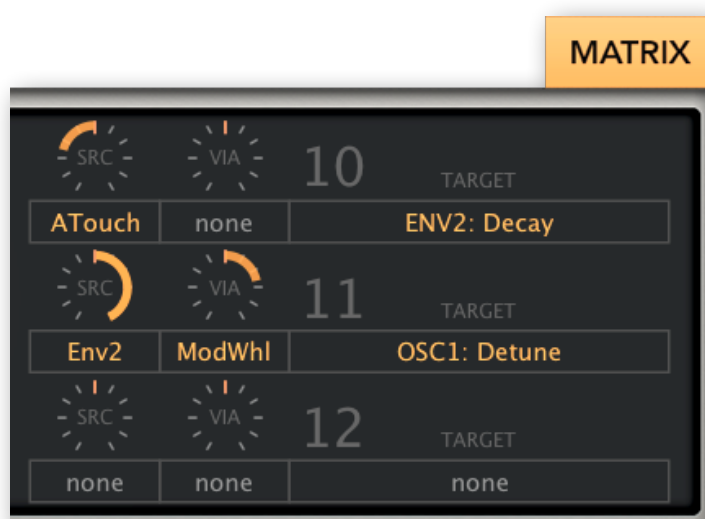 MATRIX
SRC VIA 10 TARGET
ATouch none ENV2: Decay
SRC VIA 11 TARGET
Env2 ModWhl OSC1: Detune
SRC VIA 12 TARGET
none none none